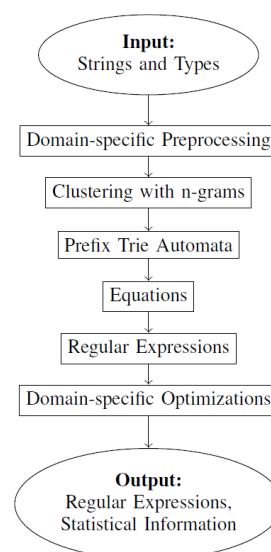 Input:
Strings and Types
Domain-specific Preprocessing
Clustering with n-grams
Prefix Trie Automata
Equations
Regular Expressions
Domain-specific Optimizations
Output:
Regular Expressions,
Statistical Information